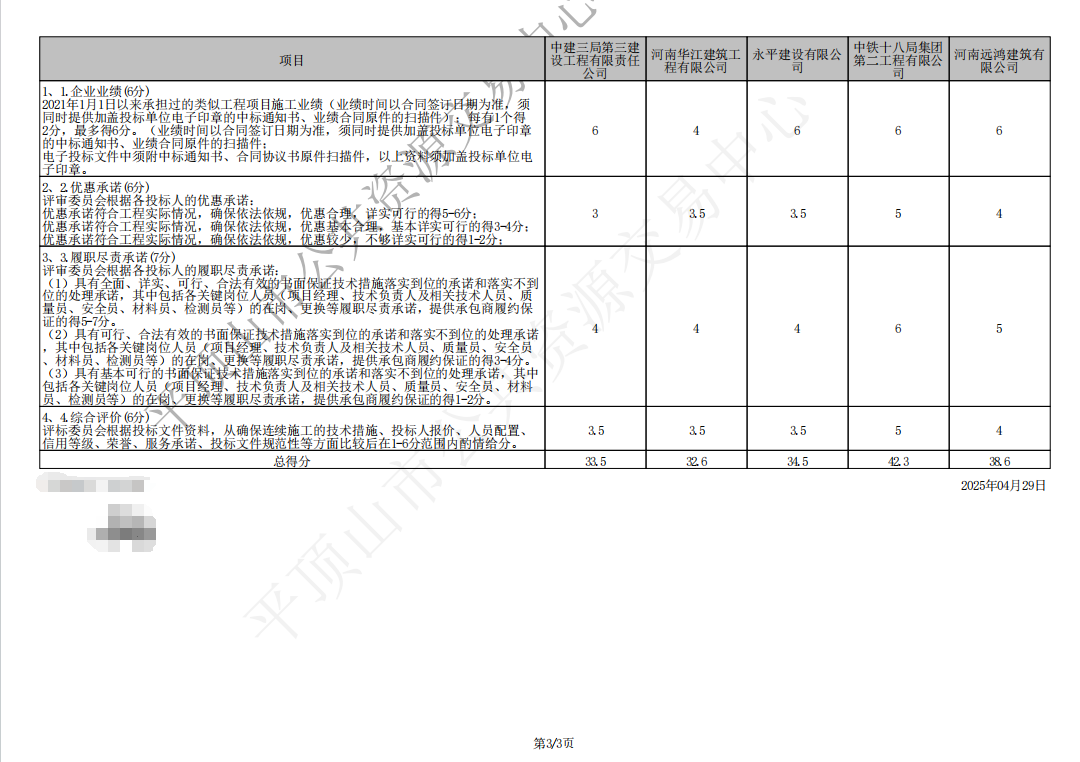 项目
中建三局第三建
设工程有限责任
公司
河南华江建筑工
程有限公司
永平建设有限公
司
中铁十八局集团
第二工程有限公
司
河南远鸿建筑有
限公司
1、1.企业业绩(6分)
2021年1月1日以来承担过的类似工程项目施工业绩（业绩时间以合同签订日期为准，须
同时提供加盖投标单位电子印章的中标通知书、业绩合同原件的扫描件）；每有1个得
2分，最多得6分。（业绩时间以合同签订日期为准，须同时提供加盖投标单位电子印章
的中标通知书、业绩合同原件的扫描件；
电子投标文件中须附中标通知书、合同协议书原件扫描件，以上资料须加盖投标单位电
子印章。
6
4
6
6
6
2、2.优惠承诺(6分)
评审委员会根据各投标人的优惠承诺：
优惠承诺符合工程实际情况，确保依法依规，优惠合理，详实可行的得5-6分；
优惠承诺符合工程实际情况，确保依法依规，优惠基本合理，基本详实可行的得3-4分；
优惠承诺符合工程实际情况，确保依法依规，优惠较少，不够详实可行的得1-2分；
3
3.5
3.5
5
4
3、3.履职尽责承诺(7分)
评审委员会根据各投标人的履职尽责承诺：
（1）具有全面、详实、可行、合法有效的书面保证技术措施落实到位的承诺和落实不到
位的处理承诺，其中包括各关键岗位人员（项目经理、技术负责人及相关技术人员、质
量员、安全员、材料员、检测员等）的在岗、更换等履职尽责承诺，提供承包商履约保
证的得5-7分。
（2）具有可行、合法有效的书面保证技术措施落实到位的承诺和落实不到位的处理承诺
，其中包括各关键岗位人员（项目经理、技术负责人及相关技术人员、质量员、安全员
、材料员、检测员等）的在岗、更换等履职尽责承诺，提供承包商履约保证的得3-4分。
（3）具有基本可行的书面保证技术措施落实到位的承诺和落实不到位的处理承诺，其中
包括各关键岗位人员（项目经理、技术负责人及相关技术人员、质量员、安全员、材料
员、检测员等）的在岗、更换等履职尽责承诺，提供承包商履约保证的得1-2分。
4
4
4
6
5
4、4.综合评价(6分)
评标委员会根据投标文件资料，从确保连续施工的技术措施、投标人报价、人员配置、
信用等级、荣誉、服务承诺、投标文件规范性等方面比较后在1-6分范围内酌情给分。
3.5
3.5
3.5
5
4
总得分
33.5
32.6
34.5
42.3
38.6
2025年04月29日
平顶山市公共资源交易中心
平顶山市公共资源交易中心
第3/3页